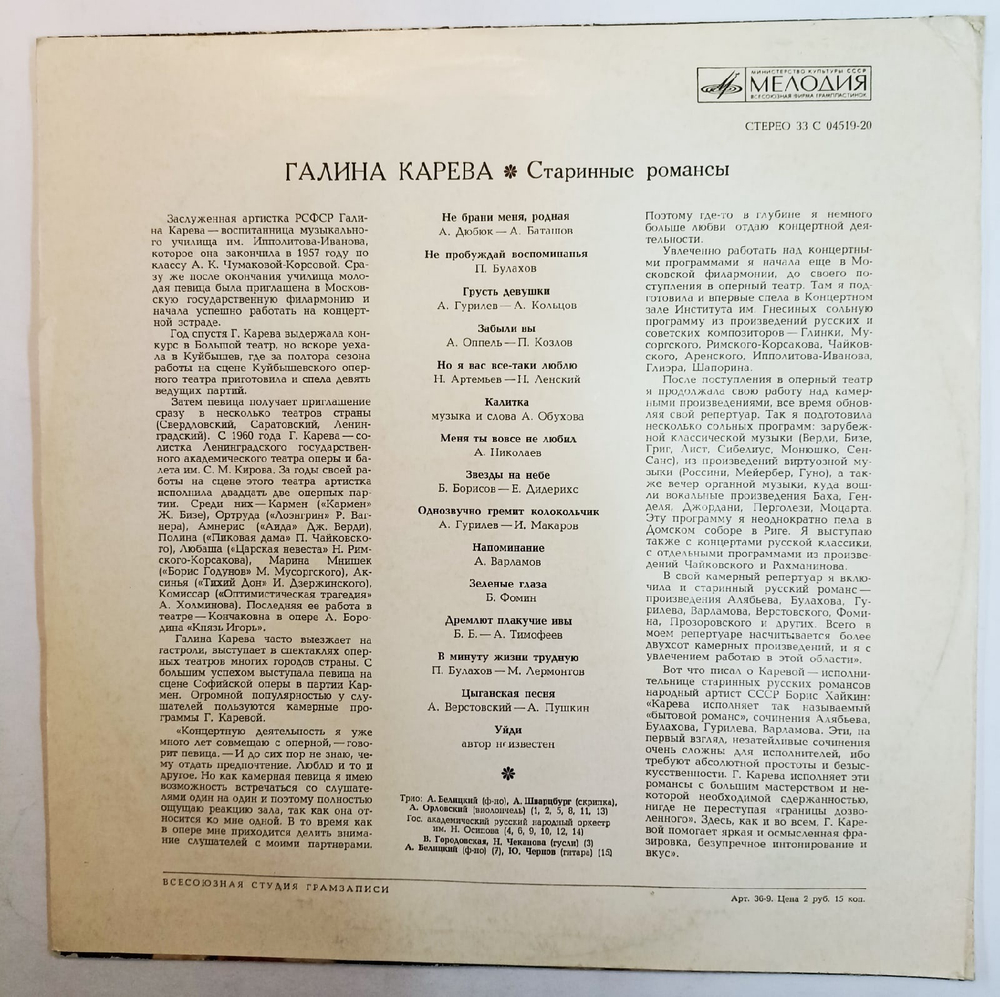 МИНИСТЕРСТВО КУЛЬТУРЫ СССР
МЕЛОДИЯ
ВСЕСОЮЗНАЯ ФИРМА ГРАМПЛАСТИНОК
СТЕРЕО 33 С 04519-20
ГАЛИНА КАРЕВА ✻ Старинные романсы
Заслуженная артистка РСФСР Гали-
на Карева — воспитанница музыкально-
го училища им. Ипполитова-Иванова,
которое она закончила в 1957 году по
классу А. К. Чумаковой-Корсовой. Сра-
зу же после окончания училища моло-
дая певица была приглашена в Москов-
скую государственную филармонию и
начала успешно работать на концерт-
ной эстраде.
Год спустя Г. Карева выдержала кон-
курс в Большой театр, но вскоре уеха-
ла в Куйбышев, где за полтора сезона
работы на сцене Куйбышевского опер-
ного театра приготовила и спела девять
ведущих партий.
Затем певица получает приглашение
сразу в несколько театров страны
(Свердловский, Саратовский, Ленин-
градский). С 1960 года Г. Карева — со-
листка Ленинградского государствен-
ного академического театра оперы и ба-
лета им. С. М. Кирова. За годы своей ра-
боты на сцене этого театра артистка
исполнила двадцать две оперных пар-
тии. Среди них — Кармен («Кармен»
Ж. Бизе), Ортруда («Лоэнгрин» Р. Ваг-
нера), Амнерис («Аида» Дж. Верди),
Полина («Пиковая дама» П. Чайковско-
го), Любаша («Царская невеста» Н. Рим-
ского-Корсакова), Марина Мнишек
(«Борис Годунов» М. Мусоргского), Ак-
синья («Тихий Дон» И. Дзержинского),
Комиссар («Оптимистическая трагедия»
А. Холминова). Последняя ее работа в
театре — Кончаковна в опере А. Боро-
дина «Князь Игорь».
Галина Карева часто выезжает на
гастроли, выступает в спектаклях опер-
ных театров многих городов страны. С
большим успехом выступала певица на
сцене Софийской оперы в партии Кар-
мен. Огромной популярностью у слу-
шателей пользуются камерные про-
граммы Г. Каревой.
«Концертную деятельность я уже
много лет совмещаю с оперной, — гово-
рит певица. — И до сих пор не знаю, че-
му отдать предпочтение. Люблю и то и
другое. Но как камерная певица я имею
возможность встречаться со слушате-
лями один на один и поэтому полностью
ощущаю реакцию зала, так как она от-
носится ко мне одной. В то время как
в опере мне приходится делить внима-
ние слушателей с моими партнерами.
Не брани меня, родная
А. Дюбюк — А. Баташов
Не пробуждай воспоминанья
П. Булахов
Грусть девушки
А. Гурилев — А. Кольцов
Забыли вы
А. Оппель — П. Козлов
Но я вас все-таки люблю
Н. Артемьев — Н. Ленский
Калитка
музыка и слова А. Обухова
Меня ты вовсе не любил
А. Николаев
Звезды на небе
Б. Борисов — Е. Дидерихс
Однозвучно гремит колокольчик
А. Гурилев — И. Макаров
Напоминание
А. Варламов
Зеленые глаза
Б. Фомин
Дремлют плакучие ивы
Б. Б. — А. Тимофеев
В минуту жизни трудную
П. Булахов — М. Лермонтов
Цыганская песня
А. Верстовский — А. Пушкин
Уйди
автор неизвестен
✻
Трио: А. Белицкий (ф-по), А. Шварцбург (скрипка),
А. Орловский (виолончель) (1, 2, 5, 8, 11, 13)
Гос. академический русский народный оркестр
им. Н. Осипова (4, 6, 9, 10, 12, 14)
В. Городовская, Н. Чеканова (гусли) (3)
А. Белицкий (ф-по) (7), Ю. Чернов (гитара) (15)
Поэтому где-то в глубине я немного
больше любви отдаю концертной дея-
тельности.
Увлеченно работать над концертны-
ми программами я начала еще в Мо-
сковской филармонии, до своего по-
ступления в оперный театр. Там я под-
готовила и впервые спела в Концертном
зале Института им. Гнесиных сольную
программу из произведений русских и
советских композиторов — Глинки, Му-
соргского, Римского-Корсакова, Чайков-
ского, Аренского, Ипполитова-Иванова,
Глиэра, Шапорина.
После поступления в оперный театр
я продолжала свою работу над камер-
ными произведениями, все время обнов-
ляя свой репертуар. Так я подготовила
несколько сольных программ: зарубеж-
ной классической музыки (Верди, Бизе,
Григ, Лист, Сибелиус, Монюшко, Сен-
Санс), из произведений виртуозной му-
зыки (Россини, Мейербер, Гуно), а так-
же вечер органной музыки, куда вош-
ли вокальные произведения Баха, Ген-
деля, Джордани, Перголези, Моцарта.
Эту программу я неоднократно пела в
Домском соборе в Риге. Я выступаю
также с концертами русской классики,
с отдельными программами из произве-
дений Чайковского и Рахманинова.
В свой камерный репертуар я вклю-
чила и старинный русский романс —
произведения Алябьева, Булахова, Гу-
рилева, Варламова, Верстовского, Фоми-
на, Прозоровского и других. Всего в
моем репертуаре насчитывается более
двухсот камерных произведений, и я с
увлечением работаю в этой области».
Вот что писал о Каревой — исполни-
тельнице старинных русских романсов
народный артист СССР Борис Хайкин:
«Карева исполняет так называемый
«бытовой романс», сочинения Алябьева,
Булахова, Гурилева, Варламова. Эти, на
первый взгляд, незатейливые сочинения
очень сложны для исполнителей, ибо
требуют абсолютной простоты и безыс-
кусственности. Г. Карева исполняет эти
романсы с большим мастерством и не-
которой необходимой сдержанностью,
нигде не переступая «границы дозво-
ленного». Здесь, как и во всем, Г. Каре-
вой помогает яркая и осмысленная фра-
зировка, безупречное интонирование и
вкус».
ВСЕСОЮЗНАЯ СТУДИЯ ГРАМЗАПИСИ
Арт. 36-9. Цена 2 руб. 15 коп.